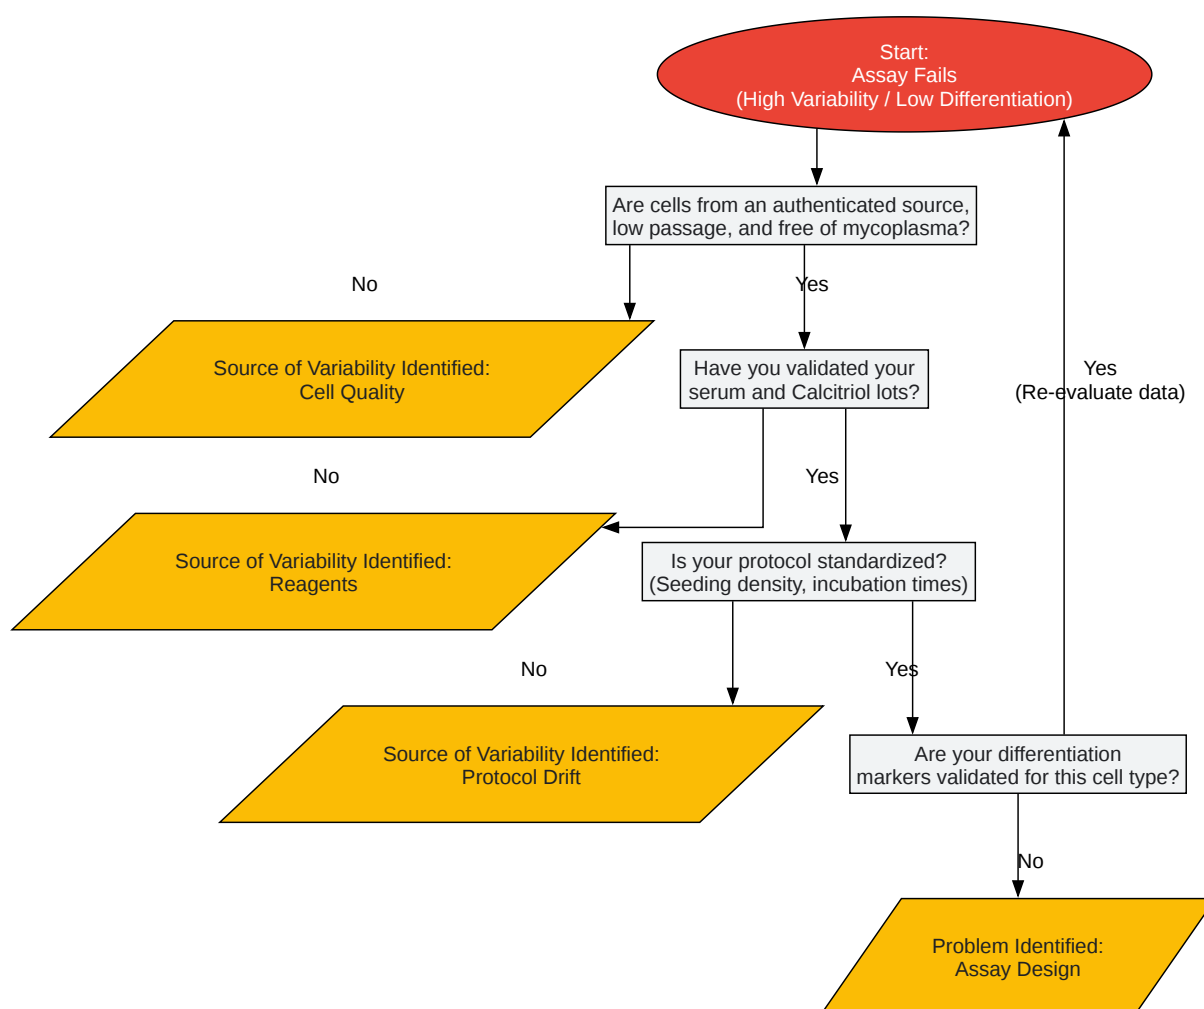 Start:
Assay Fails
(High Variability / Low Differentiation)
Are cells from an authenticated source,
low passage, and free of mycoplasma?
No
Yes
Source of Variability Identified:
Cell Quality
Have you validated your
serum and Calcitriol lots?
Yes
(Re-evaluate data)
No
Yes
Source of Variability Identified:
Reagents
Is your protocol standardized?
(Seeding density, incubation times)
No
Yes
Source of Variability Identified:
Protocol Drift
Are your differentiation
markers validated for this cell type?
No
Problem Identified:
Assay Design